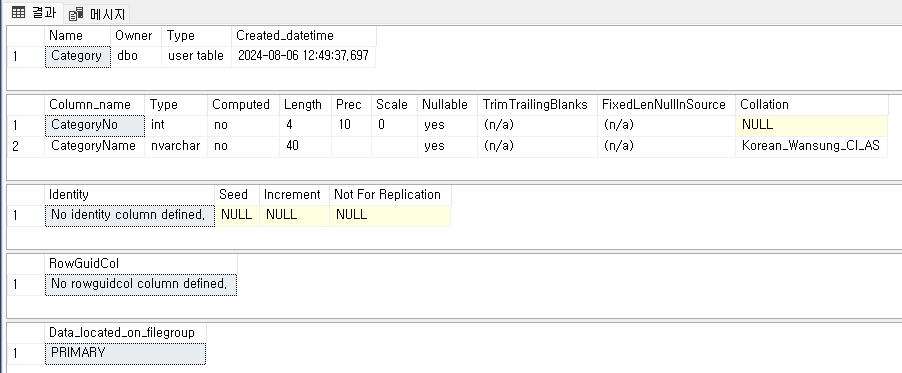 결과 메시지
Name Owner Type Created_datetime
1 Category dbo user table 2024-08-06 12:49:37,697
Column_name Type Computed Length Prec Scale Nullable TrimTrailingBlanks FixedLenNullInSource Collation
1 CategoryNo int no 4 10 0 yes (n/a) (n/a) NULL
2 CategoryName nvarchar no 40 yes (n/a) (n/a) Korean_Wansung_CI_AS
Identity Seed Increment Not For Replication
1 No identity column defined, NULL NULL NULL
RowGuidCol
1 No rowguidcol column defined,
Data_located_on_filegroup
1 PRIMARY